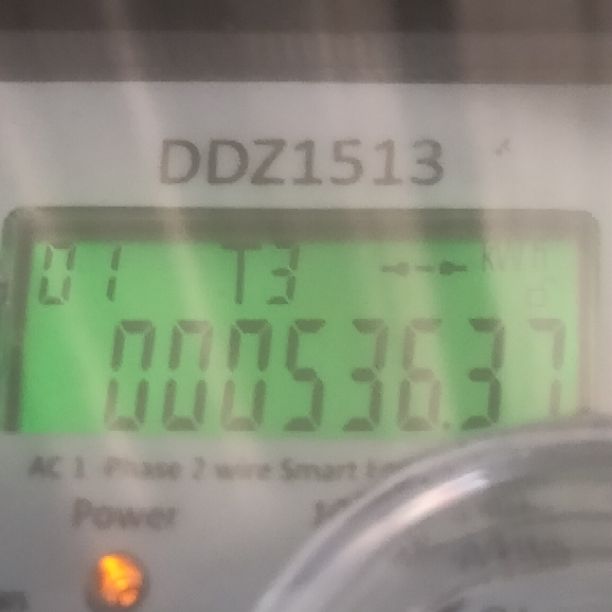 DDZ1513
01 T3 kWh
000536.37
AC 1 Phase 2 wire Smart
Power